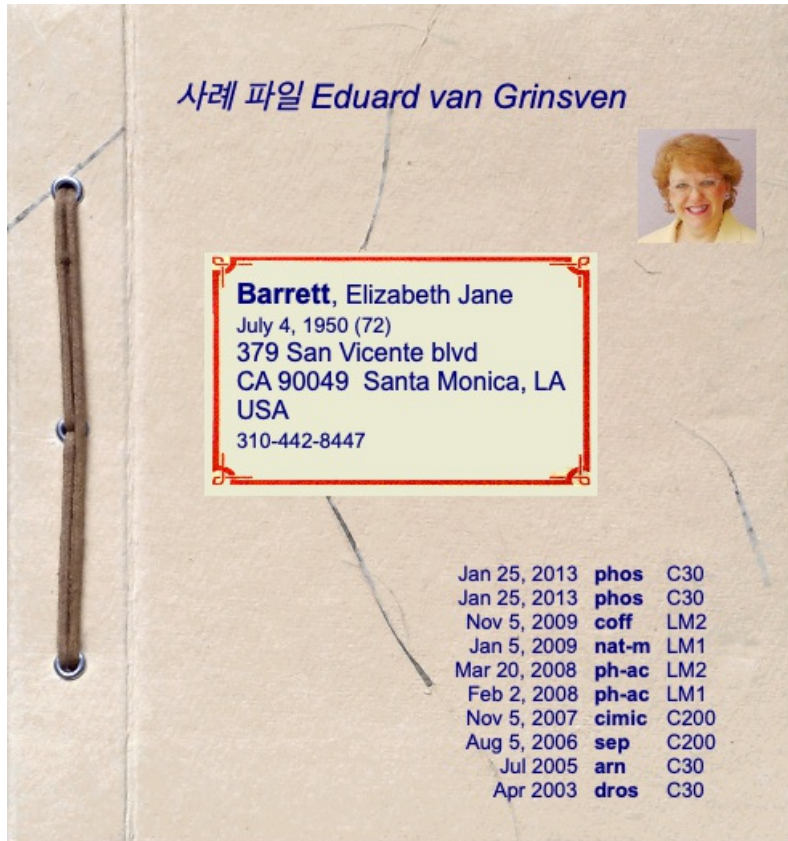 사례 파일 Eduard van Grinsven
Barrett, Elizabeth Jane
July 4, 1950 (72)
379 San Vicente blvd
CA 90049  Santa Monica, LA
USA
310-442-8447
Jan 25, 2013 phos C30
Jan 25, 2013 phos C30
Nov 5, 2009 coff LM2
Jan 5, 2009 nat-m LM1
Mar 20, 2008 ph-ac LM2
Feb 2, 2008 ph-ac LM1
Nov 5, 2007 cimic C200
Aug 5, 2006 sep C200
Jul 2005 arn C30
Apr 2003 dros C30